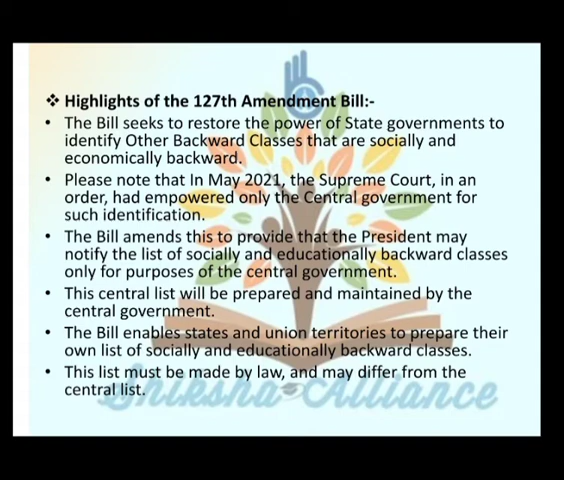 ❖ Highlights of the 127th Amendment Bill:-
• The Bill seeks to restore the power of State governments to
identify Other Backward Classes that are socially and
economically backward.
• Please note that In May 2021, the Supreme Court, in an
order, had empowered only the Central government for
such identification.
• The Bill amends this to provide that the President may
notify the list of socially and educationally backward classes
only for purposes of the central government.
• This central list will be prepared and maintained by the
central government.
• The Bill enables states and union territories to prepare their
own list of socially and educationally backward classes.
• This list must be made by law, and may differ from the
central list.
Shiksha Alliance